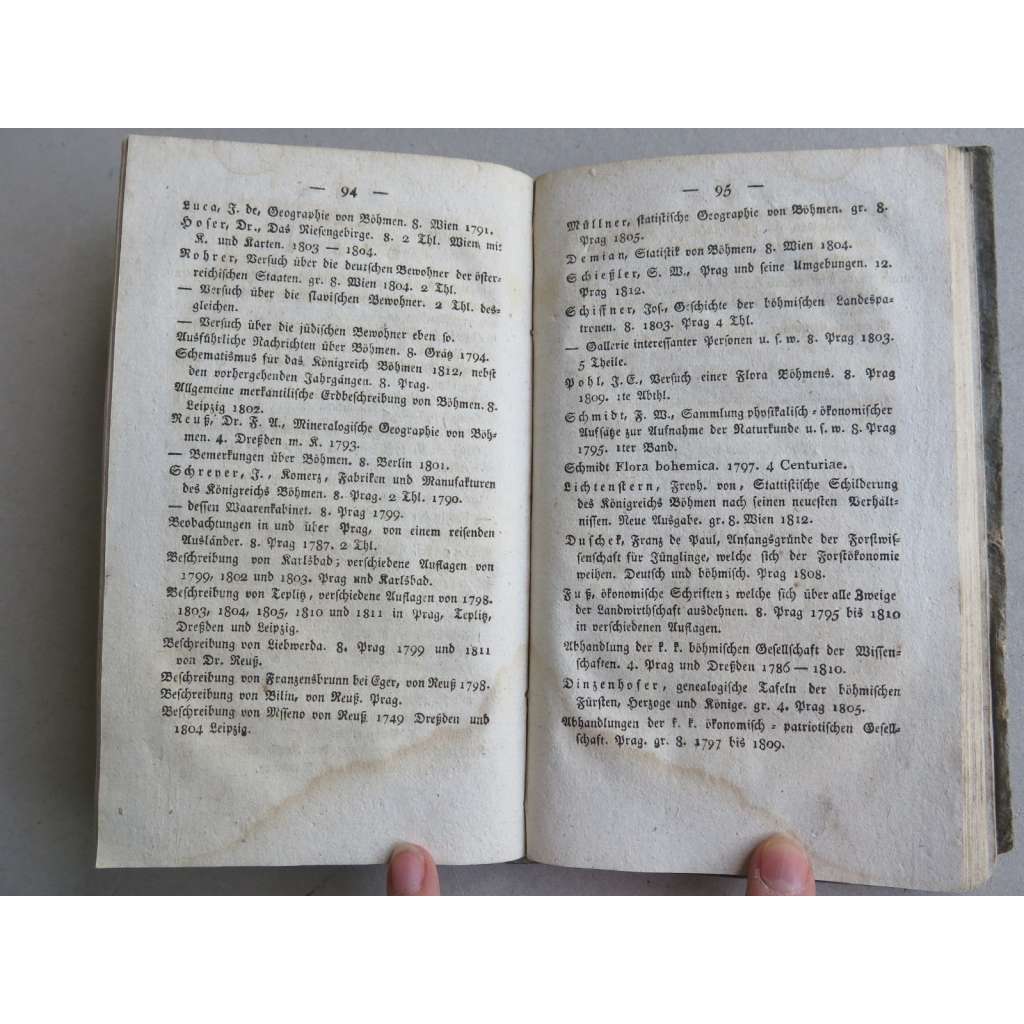 — 94 —
Luca, J. de, Geographie von Böhmen. 8. Wien 1791.
Hoser, Dr., Das Riesengebirge. 8. 2 Thl. Wien, mit
K. und Karten. 1803 — 1804.
Rohrer, Versuch über die deutschen Bewohner der öster-
reichischen Staaten. gr. 8. Wien 1804. 2 Thl.
— Versuch über die slavischen Bewohner. 2 Thl. des-
gleichen.
— Versuch über die jüdischen Bewohner eben so.
Ausführliche Nachrichten über Böhmen. 8. Grätz 1794.
Schematismus für das Königreich Böhmen 1812, nebst
den vorhergehenden Jahrgängen. 8. Prag.
Allgemeine merkantilische Erdbeschreibung von Böhmen. 8.
Leipzig 1802.
Reuß, Dr. F. A., Mineralogische Geographie von Böh-
men. 4. Dreßden m. K. 1793.
— Bemerkungen über Böhmen. 8. Berlin 1801.
Schreyer, J., Komerz, Fabriken und Manufakturen
des Königreichs Böhmen. 8. Prag. 2 Thl. 1790.
— dessen Waarenkabinet. 8. Prag 1799.
Beobachtungen in und über Prag, von einem reisenden
Ausländer. 8. Prag 1787. 2 Thl.
Beschreibung von Karlsbad; verschiedene Auflagen von
1799, 1802 und 1803. Prag und Karlsbad.
Beschreibung von Teplitz, verschiedene Auflagen von 1798.
1803, 1804, 1805, 1810 und 1811 in Prag, Teplitz,
Dreßden und Leipzig.
Beschreibung von Liebwerda. 8. Prag 1799 und 1811
von Dr. Reuß.
Beschreibung von Franzensbrunn bei Eger, von Reuß 1798.
Beschreibung von Bilin, von Reuß. Prag.
Beschreibung von Msseno von Reuß 1749 Dreßden und
1804 Leipzig.
— 95 —
Müllner, statistische Geographie von Böhmen. gr. 8.
Prag 1805.
Demian, Statistik von Böhmen, 8. Wien 1804.
Schießler, S. W., Prag und seine Umgebungen. 12.
Prag 1812.
Schiffner, Jos., Geschichte der böhmischen Landespa-
tronen. 8. 1803. Prag 4 Thl.
— Gallerie interessanter Personen u. s. w. 8. Prag 1803.
5 Theile.
Pohl, J. E., Versuch einer Flora Böhmens. 8. Prag
1809. 1te Abthl.
Schmidt, F. W., Sammlung physikalisch = ökonomischer
Aufsätze zur Aufnahme der Naturkunde u. s. w. 8. Prag
1795. 1ter Band.
Schmidt Flora bohemica. 1797. 4 Centuriae.
Lichtenstern, Freyh. von, Stattistische Schilderung
des Königreichs Böhmen nach seinen neuesten Verhält-
nissen. Neue Ausgabe. gr. 8. Wien 1812.
Duschek, Franz de Paul, Anfangsgründe der Forstwis-
senschaft für Jünglinge, welche sich der Forstökonomie
weihen. Deutsch und böhmisch. Prag 1808.
Fuß, ökonomische Schriften; welche sich über alle Zweige
der Landwirthschaft ausdehnen. 8. Prag 1795 bis 1810
in verschiedenen Auflagen.
Abhandlung der k. k. böhmischen Gesellschaft der Wissen-
schaften. 4. Prag und Dreßden 1786 — 1810.
Dinzenhofer, genealogische Tafeln der böhmischen
Fürsten, Herzoge und Könige. gr. 4. Prag 1805.
Abhandlungen der k. k. ökonomisch = patriotischen Gesell-
schaft. Prag. gr. 8. 1797 bis 1809.